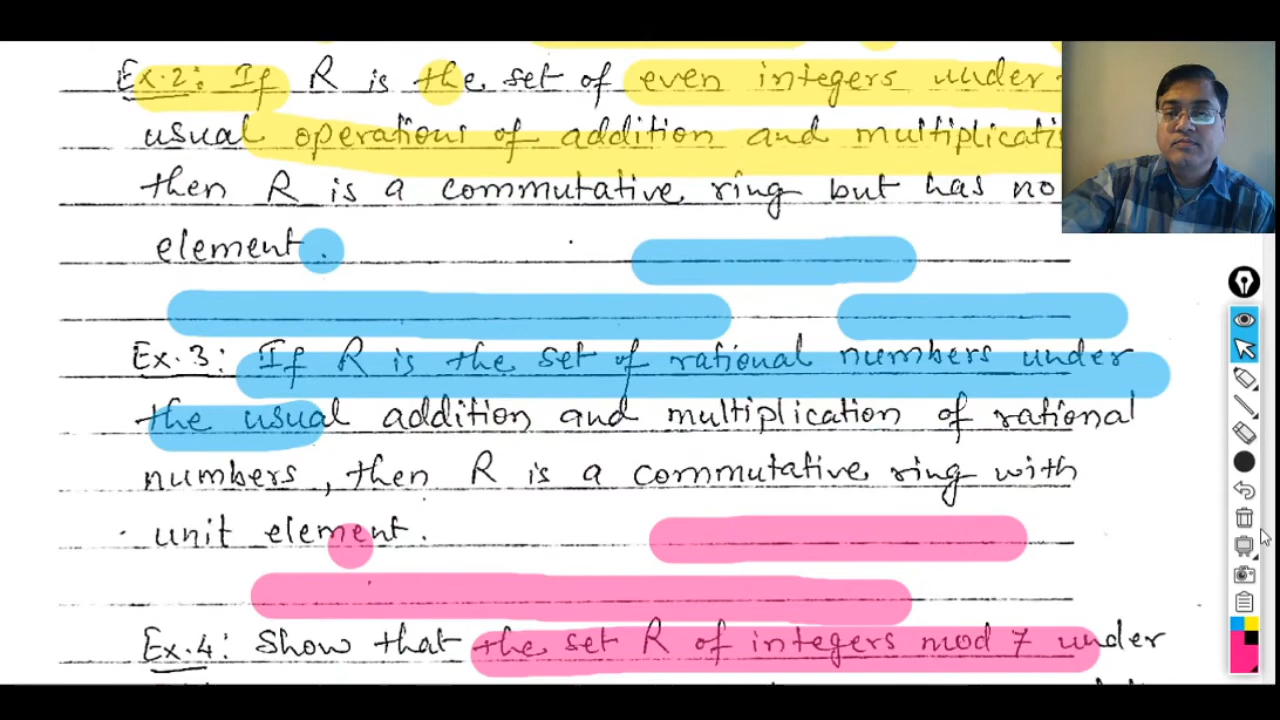 Ex.2: If R is the set of even integers under
usual operations of addition and
then R is a commutative ring but has no
element.
Ex.3: If R is the set of rational numbers under
the usual addition and multiplication of rational
numbers, then R is a commutative ring with
unit element.
Ex.4: Show that the set R of integers mod 7 under